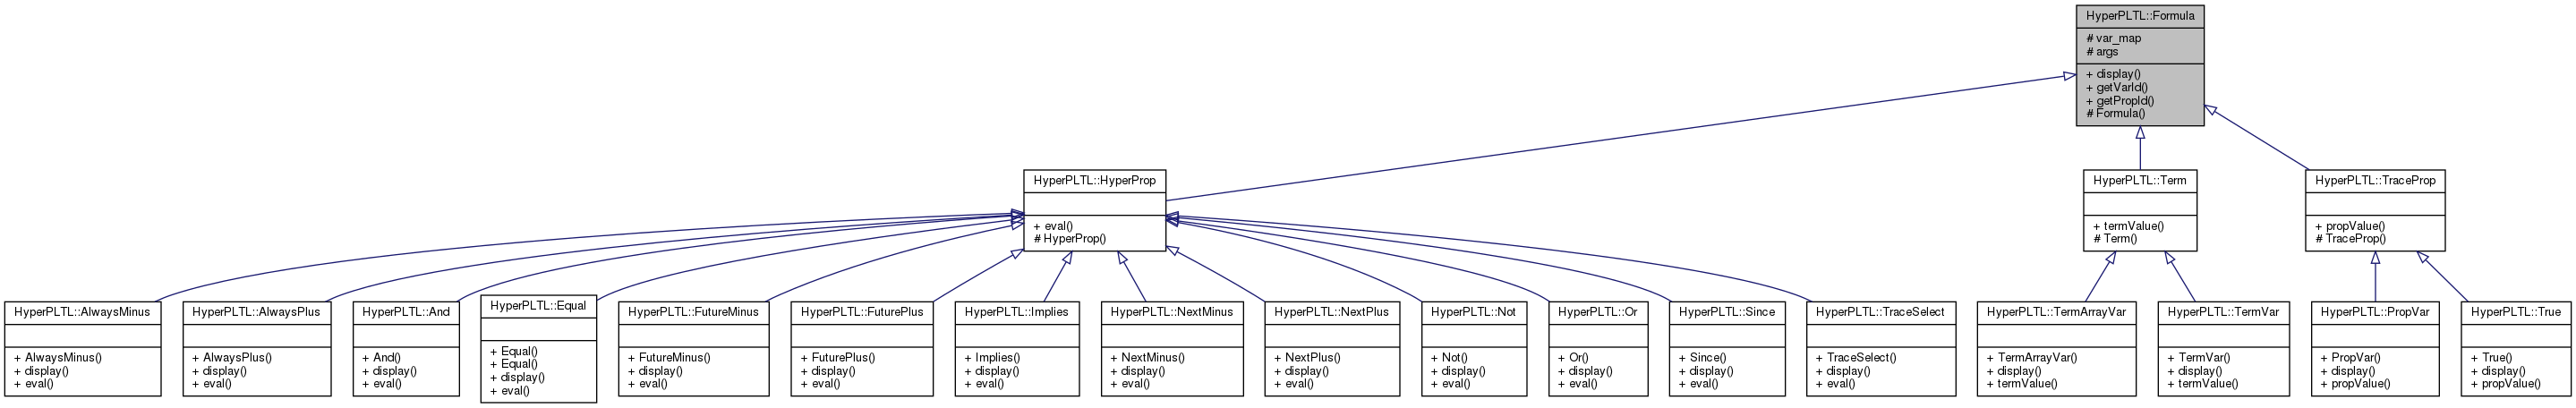 HyperPLTL::Formula
# var_map
# args
+ display()
+ getVarId()
+ getPropId()
# Formula()
HyperPLTL::HyperProp
+ eval()
# HyperProp()
HyperPLTL::Term
+ termValue()
# Term()
HyperPLTL::TraceProp
+ propValue()
# TraceProp()
HyperPLTL::AlwaysMinus
+ AlwaysMinus()
+ display()
+ eval()
HyperPLTL::AlwaysPlus
+ AlwaysPlus()
+ display()
+ eval()
HyperPLTL::And
+ And()
+ display()
+ eval()
HyperPLTL::Equal
+ Equal()
+ Equal()
+ display()
+ eval()
HyperPLTL::FutureMinus
+ FutureMinus()
+ display()
+ eval()
HyperPLTL::FuturePlus
+ FuturePlus()
+ display()
+ eval()
HyperPLTL::Implies
+ Implies()
+ display()
+ eval()
HyperPLTL::NextMinus
+ NextMinus()
+ display()
+ eval()
HyperPLTL::NextPlus
+ NextPlus()
+ display()
+ eval()
HyperPLTL::Not
+ Not()
+ display()
+ eval()
HyperPLTL::Or
+ Or()
+ display()
+ eval()
HyperPLTL::Since
+ Since()
+ display()
+ eval()
HyperPLTL::TraceSelect
+ TraceSelect()
+ display()
+ eval()
HyperPLTL::TermArrayVar
+ TermArrayVar()
+ display()
+ termValue()
HyperPLTL::TermVar
+ TermVar()
+ display()
+ termValue()
HyperPLTL::PropVar
+ PropVar()
+ display()
+ propValue()
HyperPLTL::True
+ True()
+ display()
+ propValue()